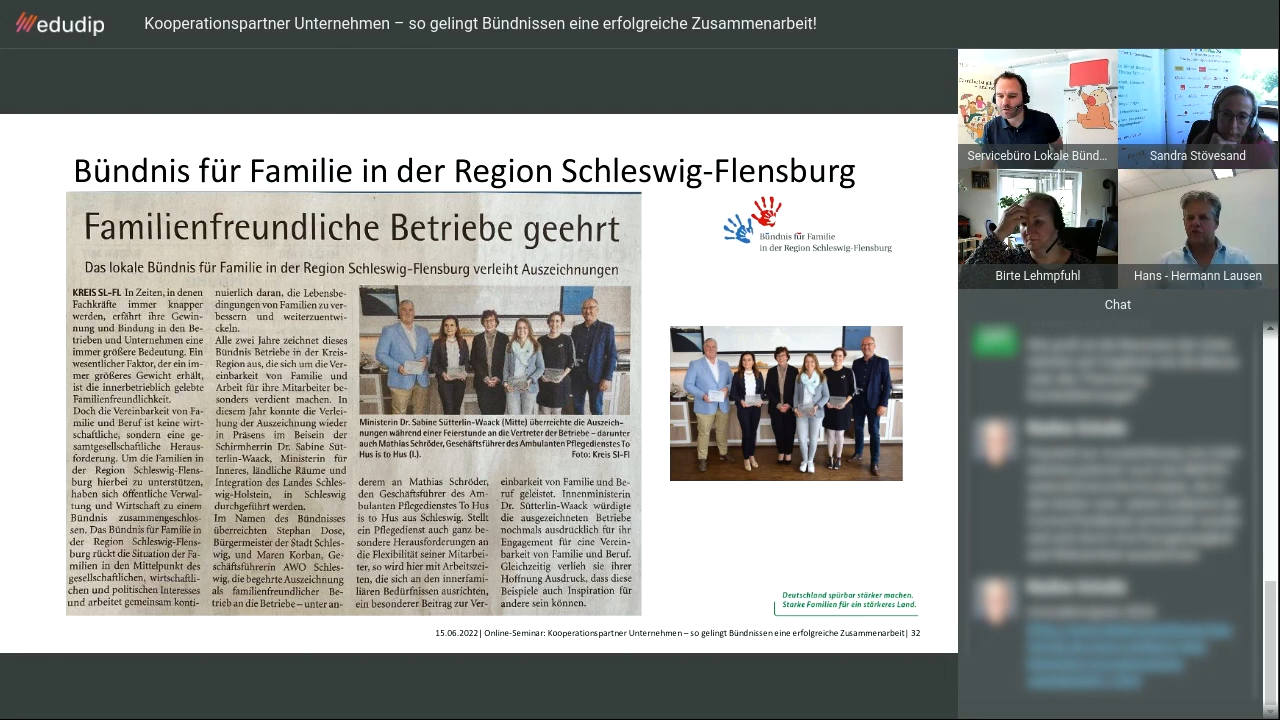 edudip
Kooperationspartner Unternehmen – so gelingt Bündnissen eine erfolgreiche Zusammenarbeit!
Bündnis für Familie in der Region Schleswig-Flensburg
Familienfreundliche Betriebe geehrt
Das lokale Bündnis für Familie in der Region Schleswig-Flensburg verleiht Auszeichnungen
KREIS SL-FL In Zeiten, in denen
Fachkräfte immer knapper
werden, erfährt ihre Gewin-
nung und Bindung in den Be-
trieben und Unternehmen eine
immer größere Bedeutung. Ein
wesentlicher Faktor, der ein im-
mer größeres Gewicht erhält,
ist die innerbetrieblich gelebte
Familienfreundlichkeit.
Doch die Vereinbarkeit von Fa-
milie und Beruf ist keine wirt-
schaftliche, sondern eine ge-
samtgesellschaftliche Heraus-
forderung. Um die Familien in
der Region Schleswig-Flens-
burg hierbei zu unterstützen,
haben sich öffentliche Verwal-
tung und Wirtschaft zu einem
Bündnis zusammengeschlos-
sen. Das Bündnis für Familie in
der Region Schleswig-Flens-
burg rückt die Situation der Fa-
milien in den Mittelpunkt des
gesellschaftlichen, wirtschaftli-
chen und politischen Interesses
und arbeitet gemeinsam konti-
nuierlich daran, die Lebensbe-
dingungen von Familien zu ver-
bessern und weiterzuentwi-
ckeln.
Alle zwei Jahre zeichnet dieses
Bündnis Betriebe in der Kreis-
Region aus, die sich um die Ver-
einbarkeit von Familie und
Arbeit für ihre Mitarbeiter be-
sonders verdient machen. In
diesem Jahr konnte die Verlei-
hung der Auszeichnung wieder
in Präsens im Beisein der
Schirmherrin Dr. Sabine Süt-
terlin-Waack, Ministerin für
Inneres, ländliche Räume und
Integration des Landes Schles-
wig-Holstein, in Schleswig
durchgeführt werden.
Im Namen des Bündnisses
überreichten Stephan Dose,
Bürgermeister der Stadt Schles-
wig, und Maren Korban, Ge-
schäftsführerin AWO Schles-
wig, die begehrte Auszeichnung
als familienfreundlicher Be-
trieb an die Betriebe – unter an-
Ministerin Dr. Sabine Sütterlin-Waack (Mitte) überreichte die Auszeich-
nungen während einer Feierstunde an die Vertreter der Betriebe – darunter
auch Mathias Schröder, Geschäftsführer des Ambulanten Pflegedienstes To
Hus is to Hus (l.).
Foto: Kreis Sl-Fl
derem an Mathias Schröder,
den Geschäftsführer des Am-
bulanten Pflegedienstes To Hus
is to Hus aus Schleswig. Stellt
ein Pflegedienst auch ganz be-
sondere Herausforderungen an
die Flexibilität seiner Mitarbei-
ter, so wird hier mit Arbeitszei-
ten, die sich an den innerfami-
liären Bedürfnissen ausrichten,
ein besonderer Beitrag zur Ver-
einbarkeit von Familie und Be-
ruf geleistet. Innenministerin
Dr. Sütterlin-Waack würdigte
die ausgezeichneten Betriebe
nochmals ausdrücklich für ihr
Engagement für eine Verein-
barkeit von Familie und Beruf.
Gleichzeitig verlieh sie ihrer
Hoffnung Ausdruck, dass diese
Beispiele auch Inspiration für
andere sein können.
Bündnis für Familie
in der Region Schleswig-Flensburg
Deutschland spürbar stärker machen.
Starke Familien für ein stärkeres Land.
15.06.2022| Online-Seminar: Kooperationspartner Unternehmen – so gelingt Bündnissen eine erfolgreiche Zusammenarbeit| 32
Servicebüro Lokale Bünd...
Sandra Stövesand
Birte Lehmpfuhl
Hans - Hermann Lausen
Chat